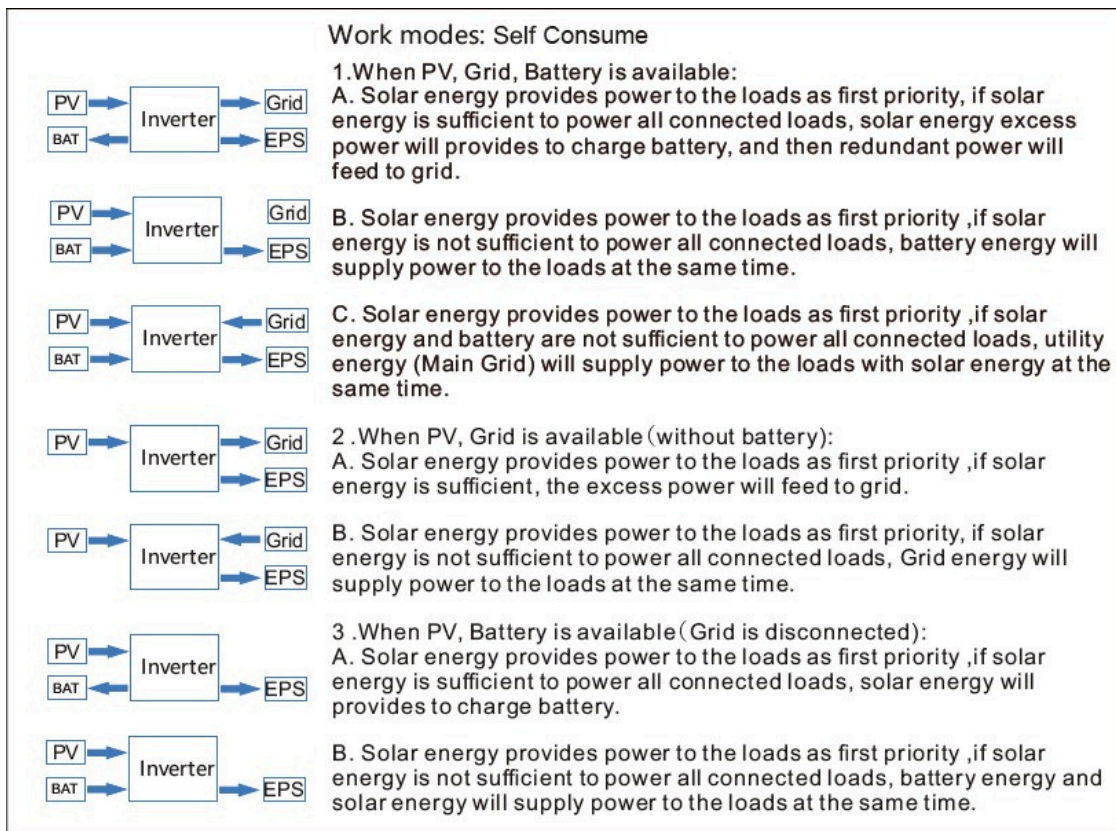 Work modes: Self Consume
1.When PV, Grid, Battery is available:
PV
Grid
Inverter
BAT
EPS
A. Solar energy provides power to the loads as first priority, if solar
energy is sufficient to power all connected loads, solar energy excess
power will provides to charge battery, and then redundant power will
feed to grid.
PV
Grid
Inverter
BAT
EPS
B. Solar energy provides power to the loads as first priority ,if solar
energy is not sufficient to power all connected loads, battery energy will
supply power to the loads at the same time.
PV
Grid
Inverter
BAT
EPS
C. Solar energy provides power to the loads as first priority ,if solar
energy and battery are not sufficient to power all connected loads, utility
energy (Main Grid) will supply power to the loads with solar energy at the
same time.
PV
Grid
Inverter
EPS
2 .When PV, Grid is available(without battery):
A. Solar energy provides power to the loads as first priority ,if solar
energy is sufficient, the excess power will feed to grid.
PV
Grid
Inverter
EPS
B. Solar energy provides power to the loads as first priority, if solar
energy is not sufficient to power all connected loads, Grid energy will
supply power to the loads at the same time.
PV
Inverter
BAT
EPS
3 .When PV, Battery is available(Grid is disconnected):
A. Solar energy provides power to the loads as first priority ,if solar
energy is sufficient to power all connected loads, solar energy will
provides to charge battery.
PV
Inverter
BAT
EPS
B. Solar energy provides power to the loads as first priority ,if solar
energy is not sufficient to power all connected loads, battery energy and
solar energy will supply power to the loads at the same time.